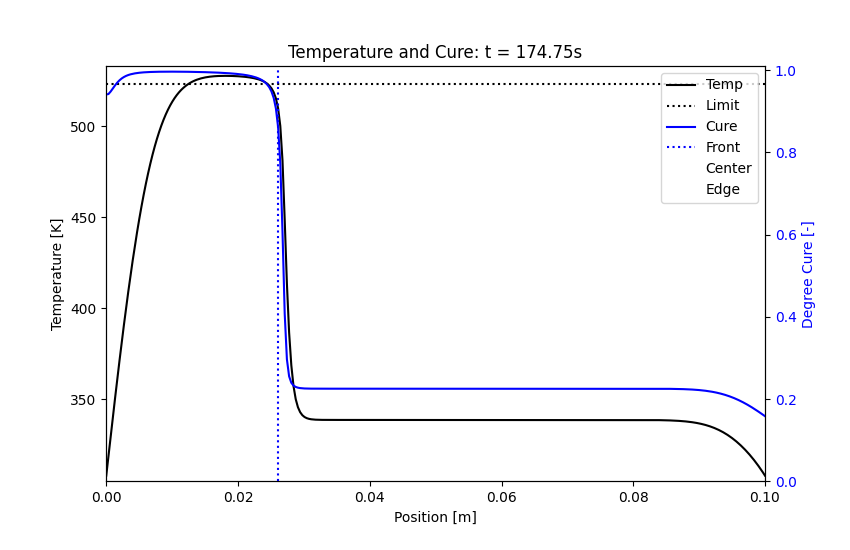 Temperature and Cure: t = 174.75s
Temp
Limit
Cure
Front
Center
Edge
500
450
400
350
Temperature [K]
1.0
0.8
0.6
0.4
0.2
0.0
Degree Cure [-]
0.00
0.02
0.04
0.06
0.08
0.10
Position [m]